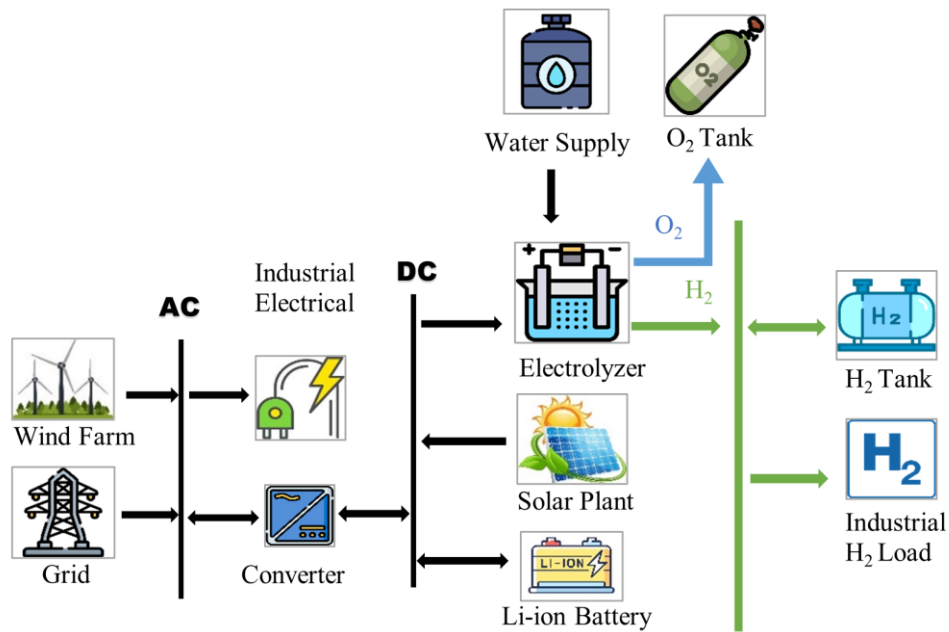 O2
Water Supply
O₂ Tank
O₂
Industrial
Electrical
DC
+ −
H₂
AC
H2
Electrolyzer
H₂ Tank
Wind Farm
H₂
Solar Plant
Industrial
H₂ Load
Grid
Converter
LI-ION
Li-ion Battery